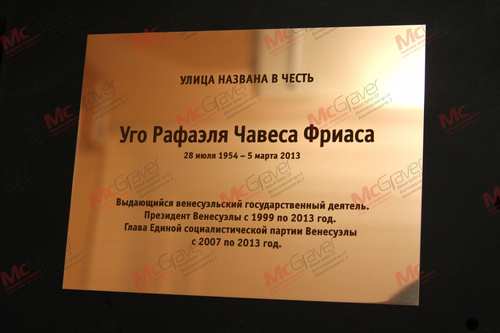 УЛИЦА НАЗВАНА В ЧЕСТЬ
Уго Рафаэля Чавеса Фриаса
28 июля 1954 – 5 марта 2013
Выдающийся венесуэльский государственный деятель.
Президент Венесуэлы с 1999 по 2013 год.
Глава Единой социалистической партии Венесуэлы
с 2007 по 2013 год.
McGraver